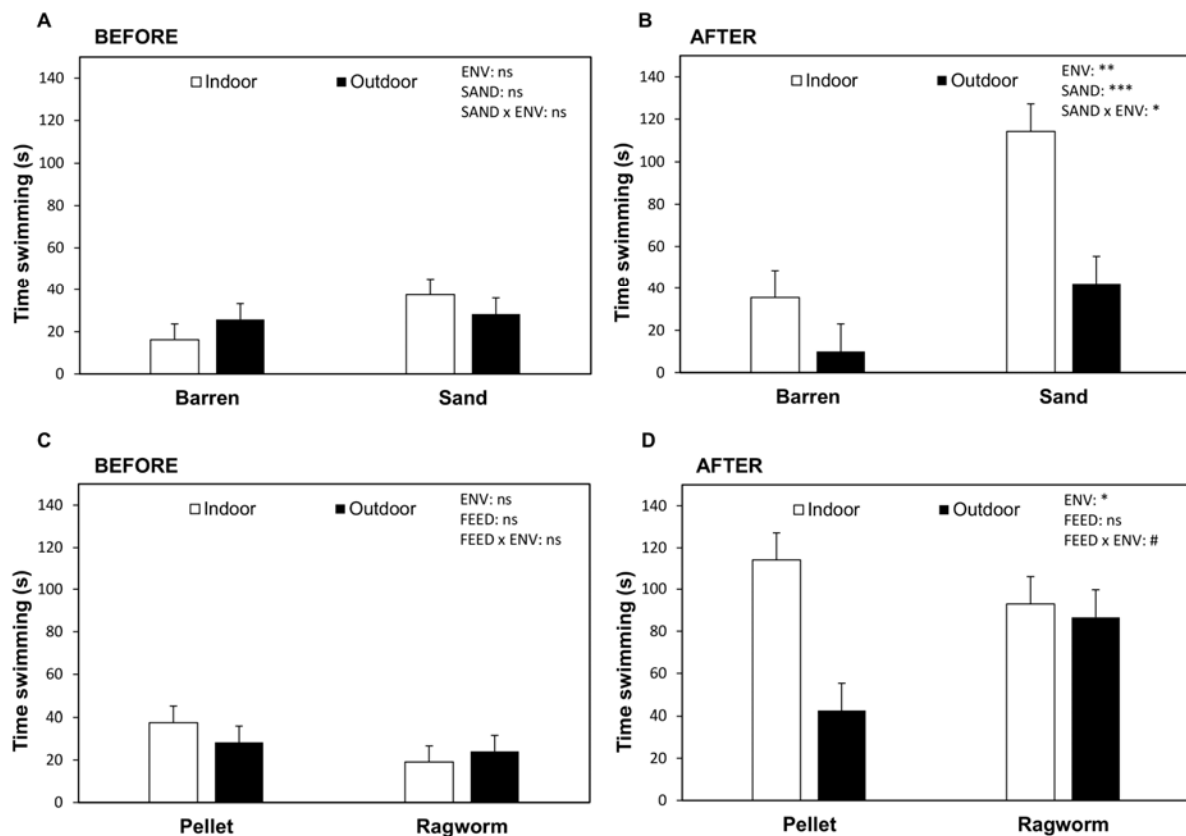 A
BEFORE
Indoor Outdoor
ENV: ns
SAND: ns
SAND x ENV: ns
Time swimming (s)
140
120
100
80
60
40
20
0
Barren Sand
B
AFTER
Indoor Outdoor
ENV: **
SAND: ***
SAND x ENV: *
Time swimming (s)
140
120
100
80
60
40
20
0
Barren Sand
C
BEFORE
Indoor Outdoor
ENV: ns
FEED: ns
FEED x ENV: ns
Time swimming (s)
140
120
100
80
60
40
20
0
Pellet Ragworm
D
AFTER
Indoor Outdoor
ENV: *
FEED: ns
FEED x ENV: #
Time swimming (s)
140
120
100
80
60
40
20
0
Pellet Ragworm